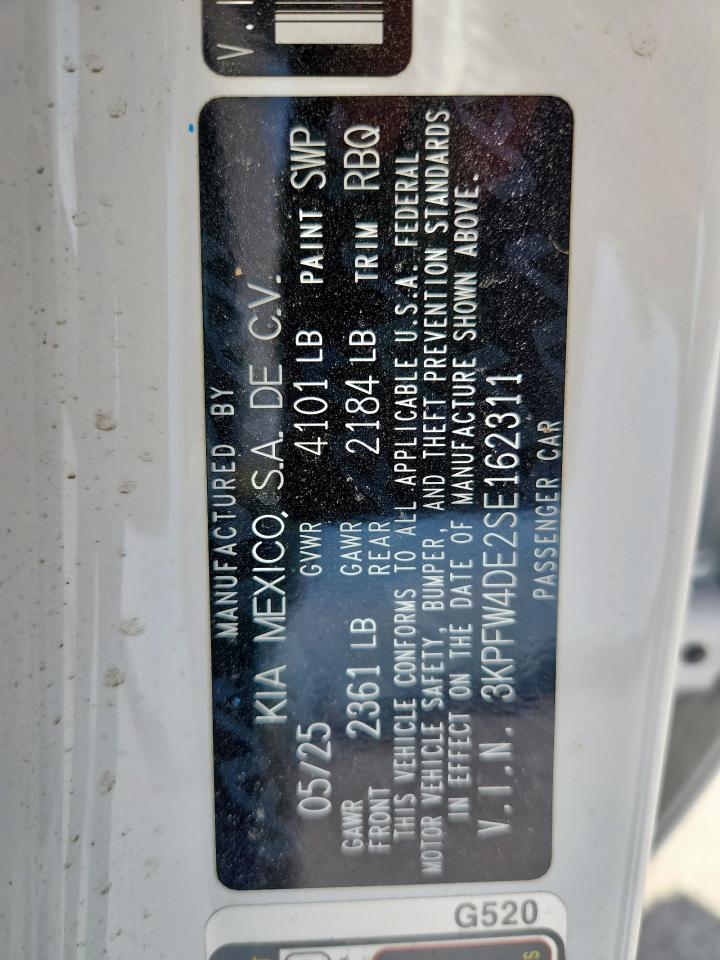 V.I
MANUFACTURED BY
KIA MEXICO, S.A. DE C.V.
05/25 GVWR 4101 LB PAINT SWP
GAWR FRONT 2361 LB GAWR REAR 2184 LB TRIM RBQ
THIS VEHICLE CONFORMS TO ALL APPLICABLE U.S.A. FEDERAL
MOTOR VEHICLE SAFETY, BUMPER, AND THEFT PREVENTION STANDARDS
IN EFFECT ON THE DATE OF MANUFACTURE SHOWN ABOVE.
V.I.N. 3KPFW4DE2SE162311
PASSENGER CAR
G520